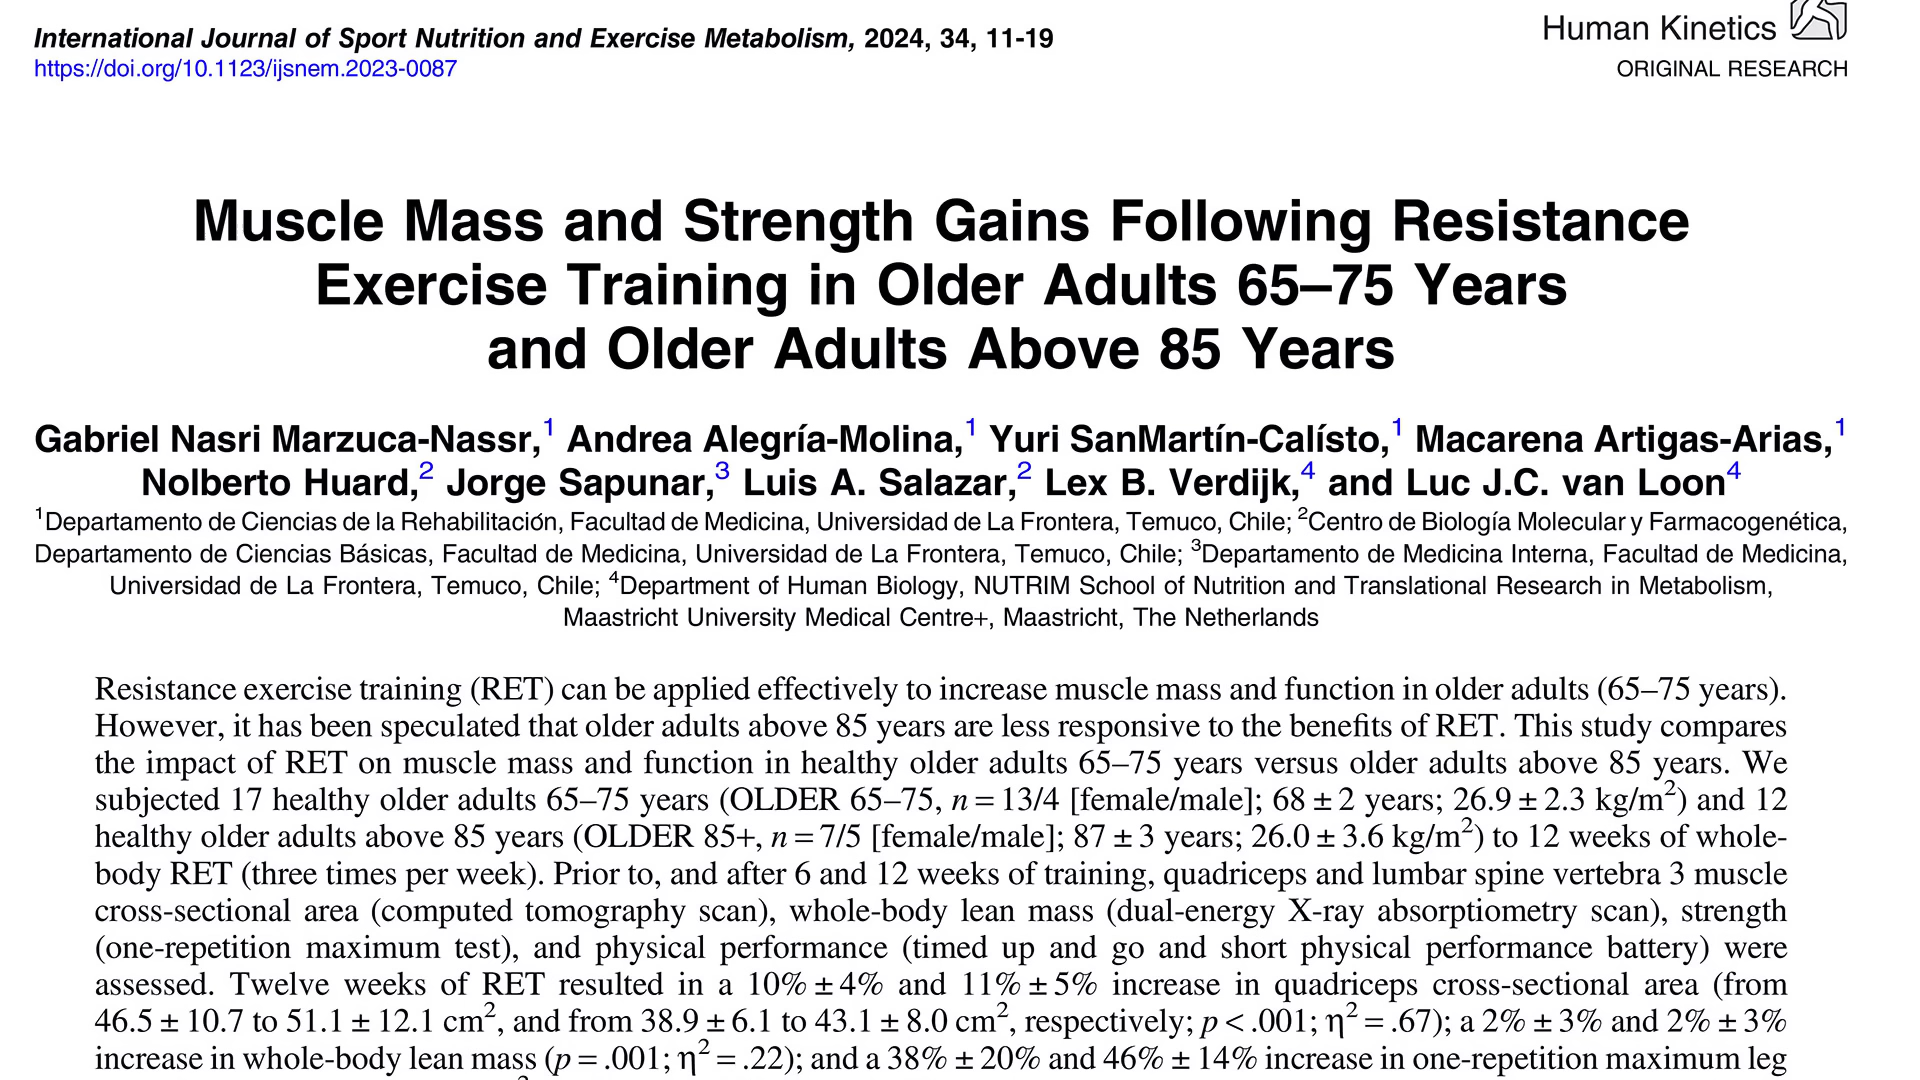 International Journal of Sport Nutrition and Exercise Metabolism, 2024, 34, 11-19
https://doi.org/10.1123/ijsnem.2023-0087
Human Kinetics
ORIGINAL RESEARCH
Muscle Mass and Strength Gains Following Resistance
Exercise Training in Older Adults 65–75 Years
and Older Adults Above 85 Years
Gabriel Nasri Marzuca-Nassr,¹ Andrea Alegría-Molina,¹ Yuri SanMartín-Calísto,¹ Macarena Artigas-Arias,¹
Nolberto Huard,² Jorge Sapunar,³ Luis A. Salazar,² Lex B. Verdijk,⁴ and Luc J.C. van Loon⁴
¹Departamento de Ciencias de la Rehabilitación, Facultad de Medicina, Universidad de La Frontera, Temuco, Chile; ²Centro de Biología Molecular y Farmacogenética,
Departamento de Ciencias Básicas, Facultad de Medicina, Universidad de La Frontera, Temuco, Chile; ³Departamento de Medicina Interna, Facultad de Medicina,
Universidad de La Frontera, Temuco, Chile; ⁴Department of Human Biology, NUTRIM School of Nutrition and Translational Research in Metabolism,
Maastricht University Medical Centre+, Maastricht, The Netherlands
Resistance exercise training (RET) can be applied effectively to increase muscle mass and function in older adults (65–75 years).
However, it has been speculated that older adults above 85 years are less responsive to the benefits of RET. This study compares
the impact of RET on muscle mass and function in healthy older adults 65–75 years versus older adults above 85 years. We
subjected 17 healthy older adults 65–75 years (OLDER 65–75, n = 13/4 [female/male]; 68 ± 2 years; 26.9 ± 2.3 kg/m²) and 12
healthy older adults above 85 years (OLDER 85+, n = 7/5 [female/male]; 87 ± 3 years; 26.0 ± 3.6 kg/m²) to 12 weeks of whole-
body RET (three times per week). Prior to, and after 6 and 12 weeks of training, quadriceps and lumbar spine vertebra 3 muscle
cross-sectional area (computed tomography scan), whole-body lean mass (dual-energy X-ray absorptiometry scan), strength
(one-repetition maximum test), and physical performance (timed up and go and short physical performance battery) were
assessed. Twelve weeks of RET resulted in a 10% ± 4% and 11% ± 5% increase in quadriceps cross-sectional area (from
46.5 ± 10.7 to 51.1 ± 12.1 cm², and from 38.9 ± 6.1 to 43.1 ± 8.0 cm², respectively; p < .001; η² = .67); a 2% ± 3% and 2% ± 3%
increase in whole-body lean mass (p = .001; η² = .22); and a 38% ± 20% and 46% ± 14% increase in one-repetition maximum leg